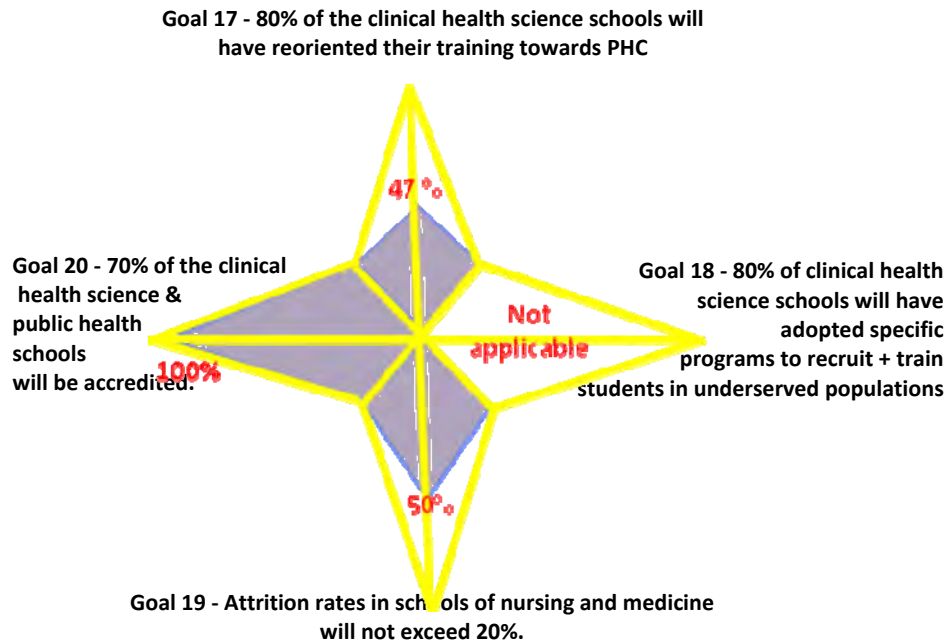 Goal 17 - 80% of the clinical health science schools will
have reoriented their training towards PHC
47%
Goal 20 - 70% of the clinical
health science &
public health
schools
will be accredited.
100%
Not
applicable
Goal 18 - 80% of clinical health
science schools will have
adopted specific
programs to recruit + train
students in underserved populations
50%
Goal 19 - Attrition rates in schools of nursing and medicine
will not exceed 20%.